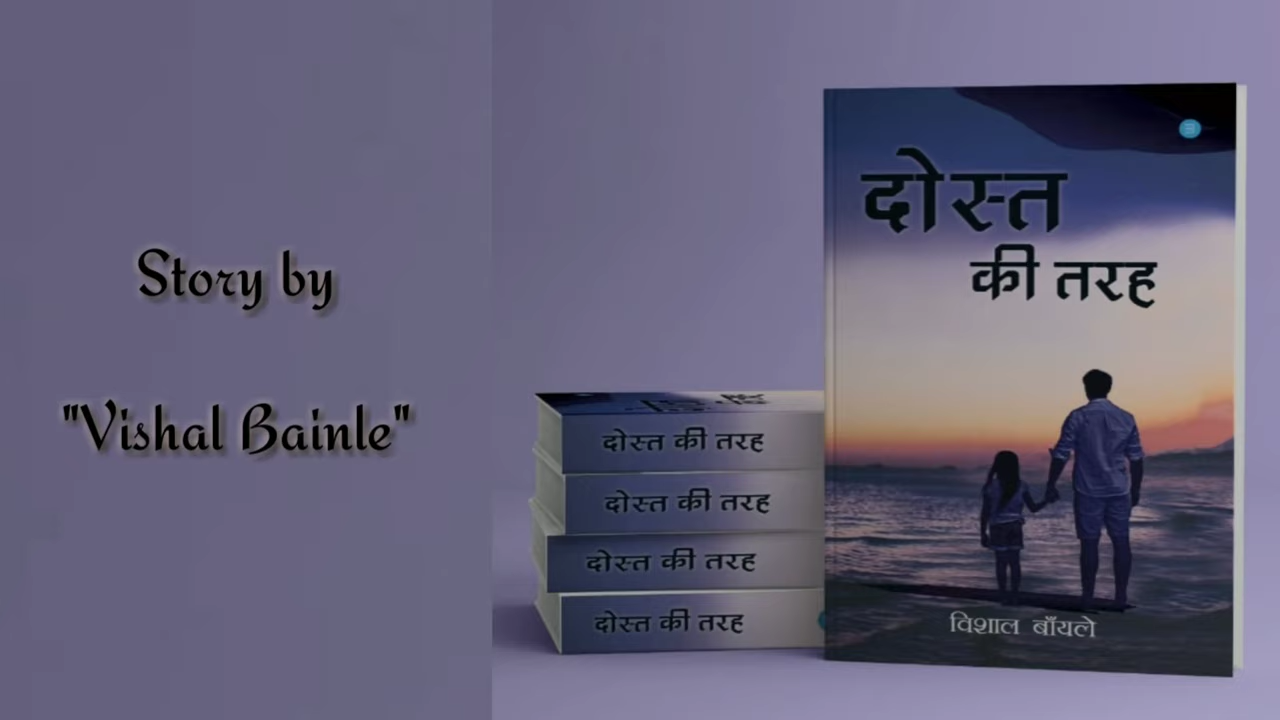 Story by
"Vishal Bainle"
दोस्त
की तरह
विशाल बाँयले
दोस्त की तरह
दोस्त की तरह
दोस्त की तरह
दोस्त की तरह